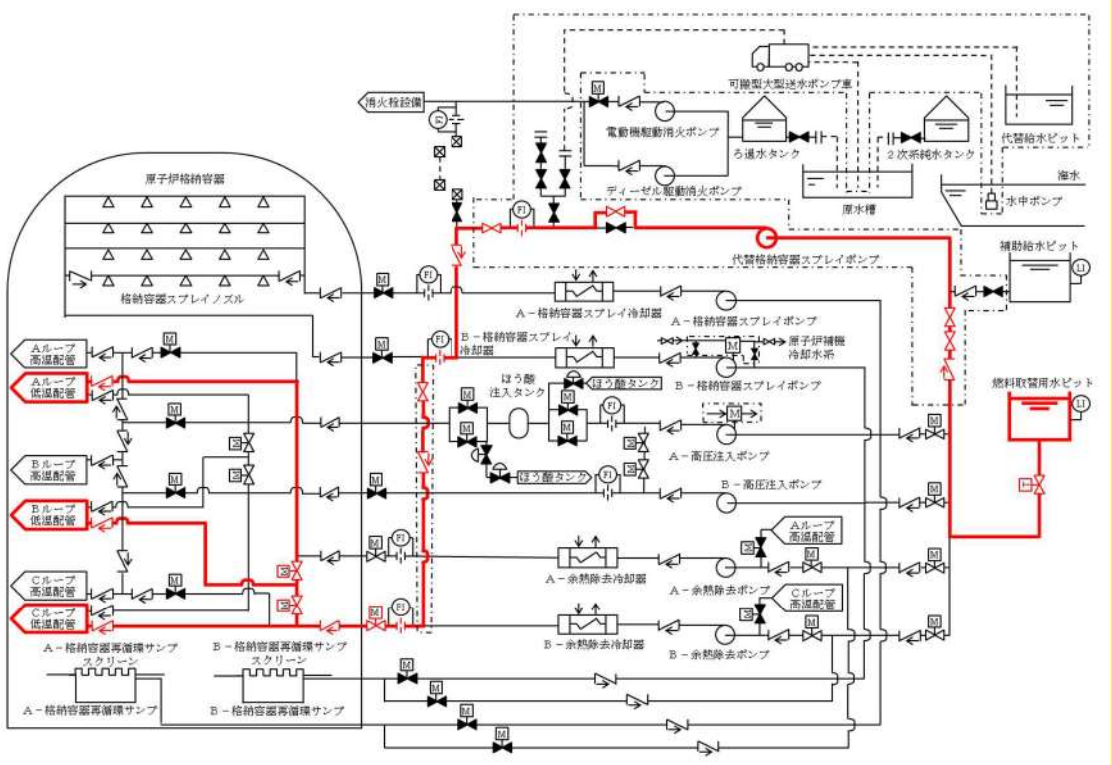 可搬型大型送水ポンプ車
消火栓設備
FI
M
電動機駆動消火ポンプ
ろ過水タンク
2次系純水タンク
代替給水ピット
ディーゼル駆動消火ポンプ
原水槽
海水
水中ポンプ
原子炉格納容器
FI
代替格納容器スプレイポンプ
補助給水ピット
LI
格納容器スプレイノズル
M
FI
A-格納容器スプレイ冷却器
A-格納容器スプレイポンプ
B-格納容器スプレイ
冷却器
FI
M
M
原子炉補機
冷却水系
B-格納容器スプレイポンプ
Aループ
高温配管
M
Aループ
低温配管
ほう酸
注入タンク
ほう酸タンク
燃料取替用水ピット
LI
M
M
M
FI
M
M
A-高圧注入ポンプ
M
M
M
M
Bループ
高温配管
M
M
M
ほう酸タンク
FI
B-高圧注入ポンプ
M
T
Bループ
低温配管
M
FI
Aループ
高温配管
M
M
M
A-余熱除去冷却器
A-余熱除去ポンプ
M
Cループ
高温配管
M
Cループ
高温配管
M
Cループ
低温配管
M
M
FI
M
M
M
B-余熱除去冷却器
B-余熱除去ポンプ
A-格納容器再循環サンプ
スクリーン
B-格納容器再循環サンプ
スクリーン
M
M
A-格納容器再循環サンプ
B-格納容器再循環サンプ
M
M